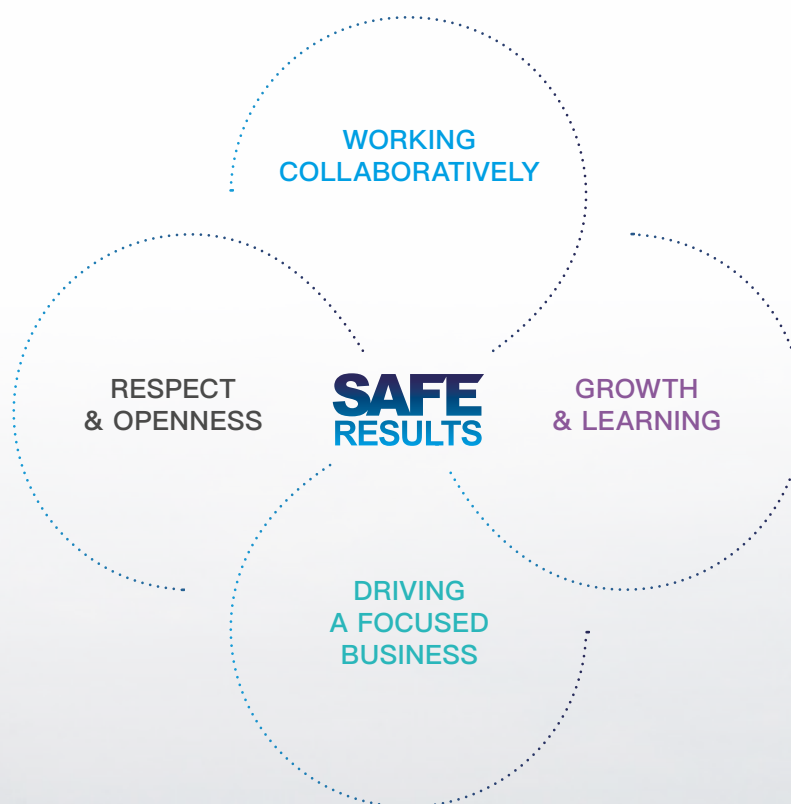 WORKING
COLLABORATIVELY
RESPECT
& OPENNESS
SAFE
RESULTS
GROWTH
& LEARNING
DRIVING
A FOCUSED
BUSINESS